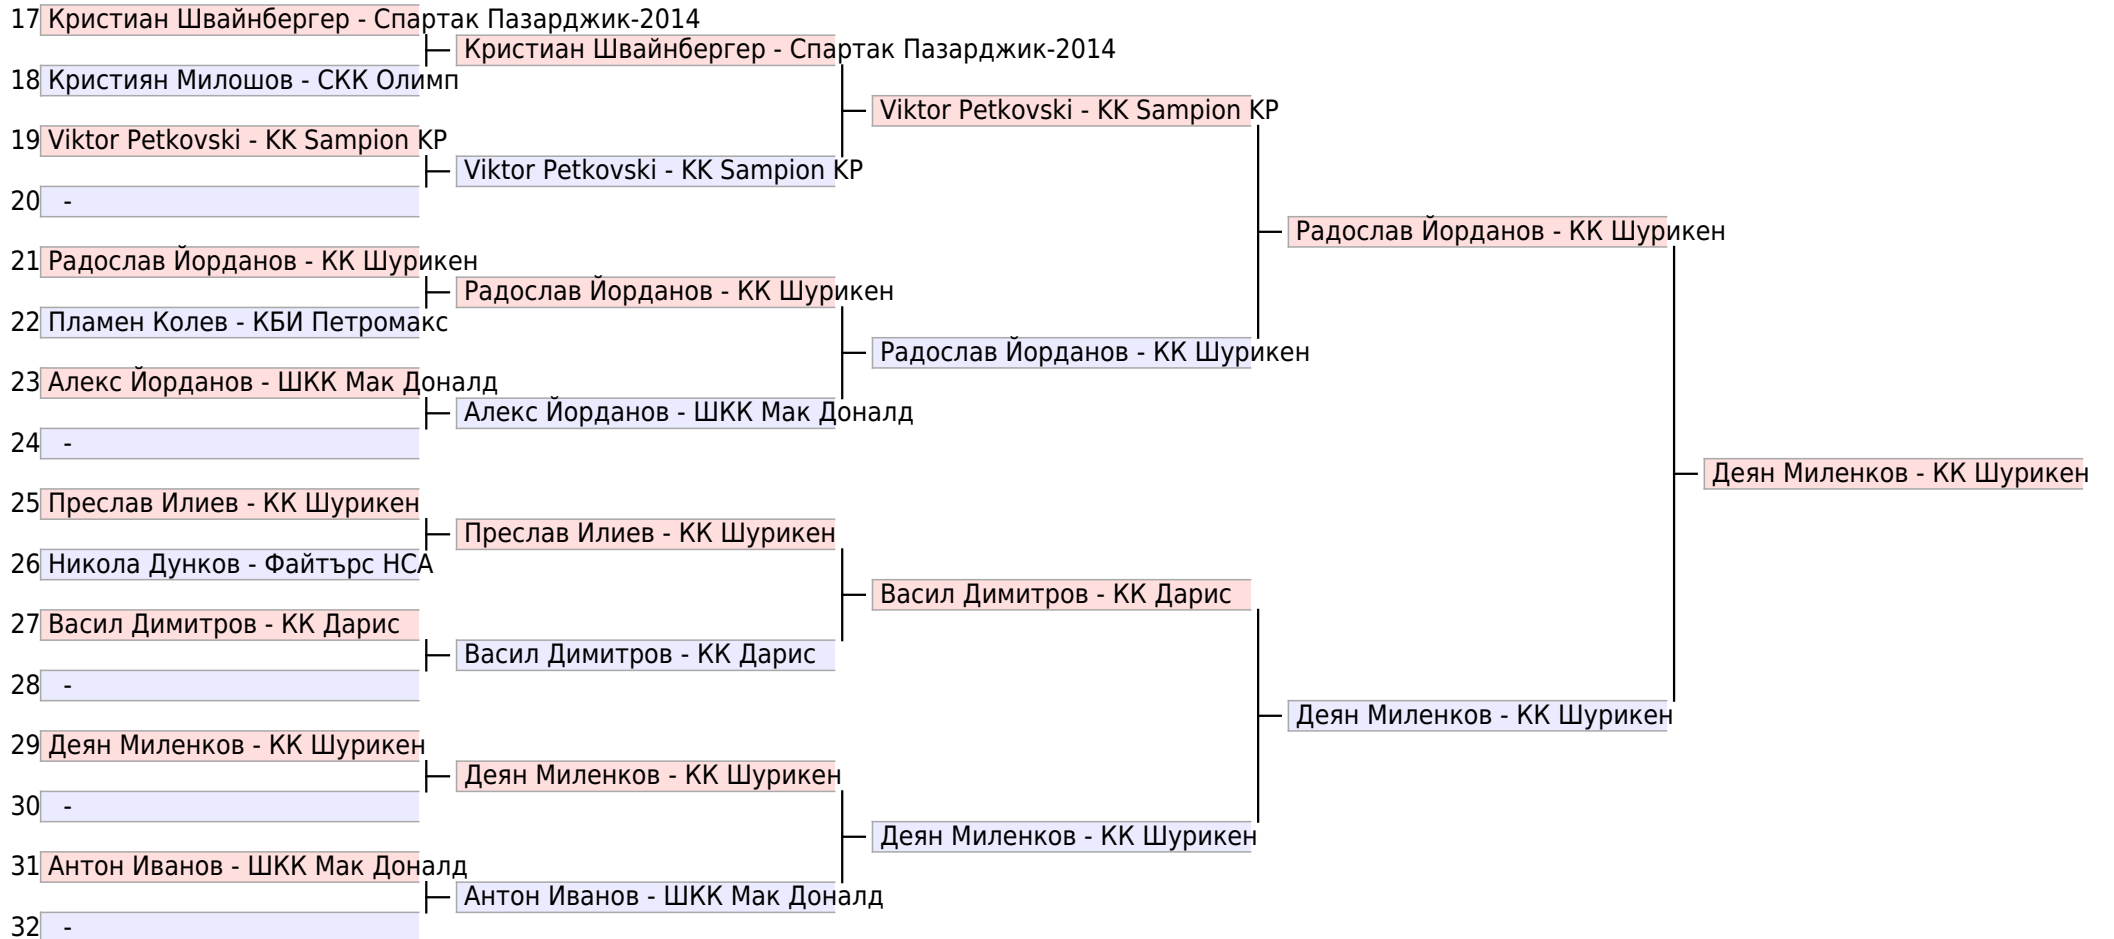 17 Кристиан Швайнбергер - Спартак Пазарджик-2014
Кристиан Швайнбергер - Спартак Пазарджик-2014
18 Кристиян Милошов - СКК Олимп
Viktor Petkovski - KK Sampion KP
19 Viktor Petkovski - KK Sampion KP
Viktor Petkovski - KK Sampion KP
20 -
Радослав Йорданов - КК Шурикен
21 Радослав Йорданов - КК Шурикен
Радослав Йорданов - КК Шурикен
22 Пламен Колев - КБИ Петромакс
Радослав Йорданов - КК Шурикен
23 Алекс Йорданов - ШКК Мак Доналд
Алекс Йорданов - ШКК Мак Доналд
24 -
Деян Миленков - КК Шурикен
25 Преслав Илиев - КК Шурикен
Преслав Илиев - КК Шурикен
26 Никола Дунков - Файтърс НСА
Васил Димитров - КК Дарис
27 Васил Димитров - КК Дарис
Васил Димитров - КК Дарис
28 -
Деян Миленков - КК Шурикен
29 Деян Миленков - КК Шурикен
Деян Миленков - КК Шурикен
30 -
Деян Миленков - КК Шурикен
31 Антон Иванов - ШКК Мак Доналд
Антон Иванов - ШКК Мак Доналд
32 -